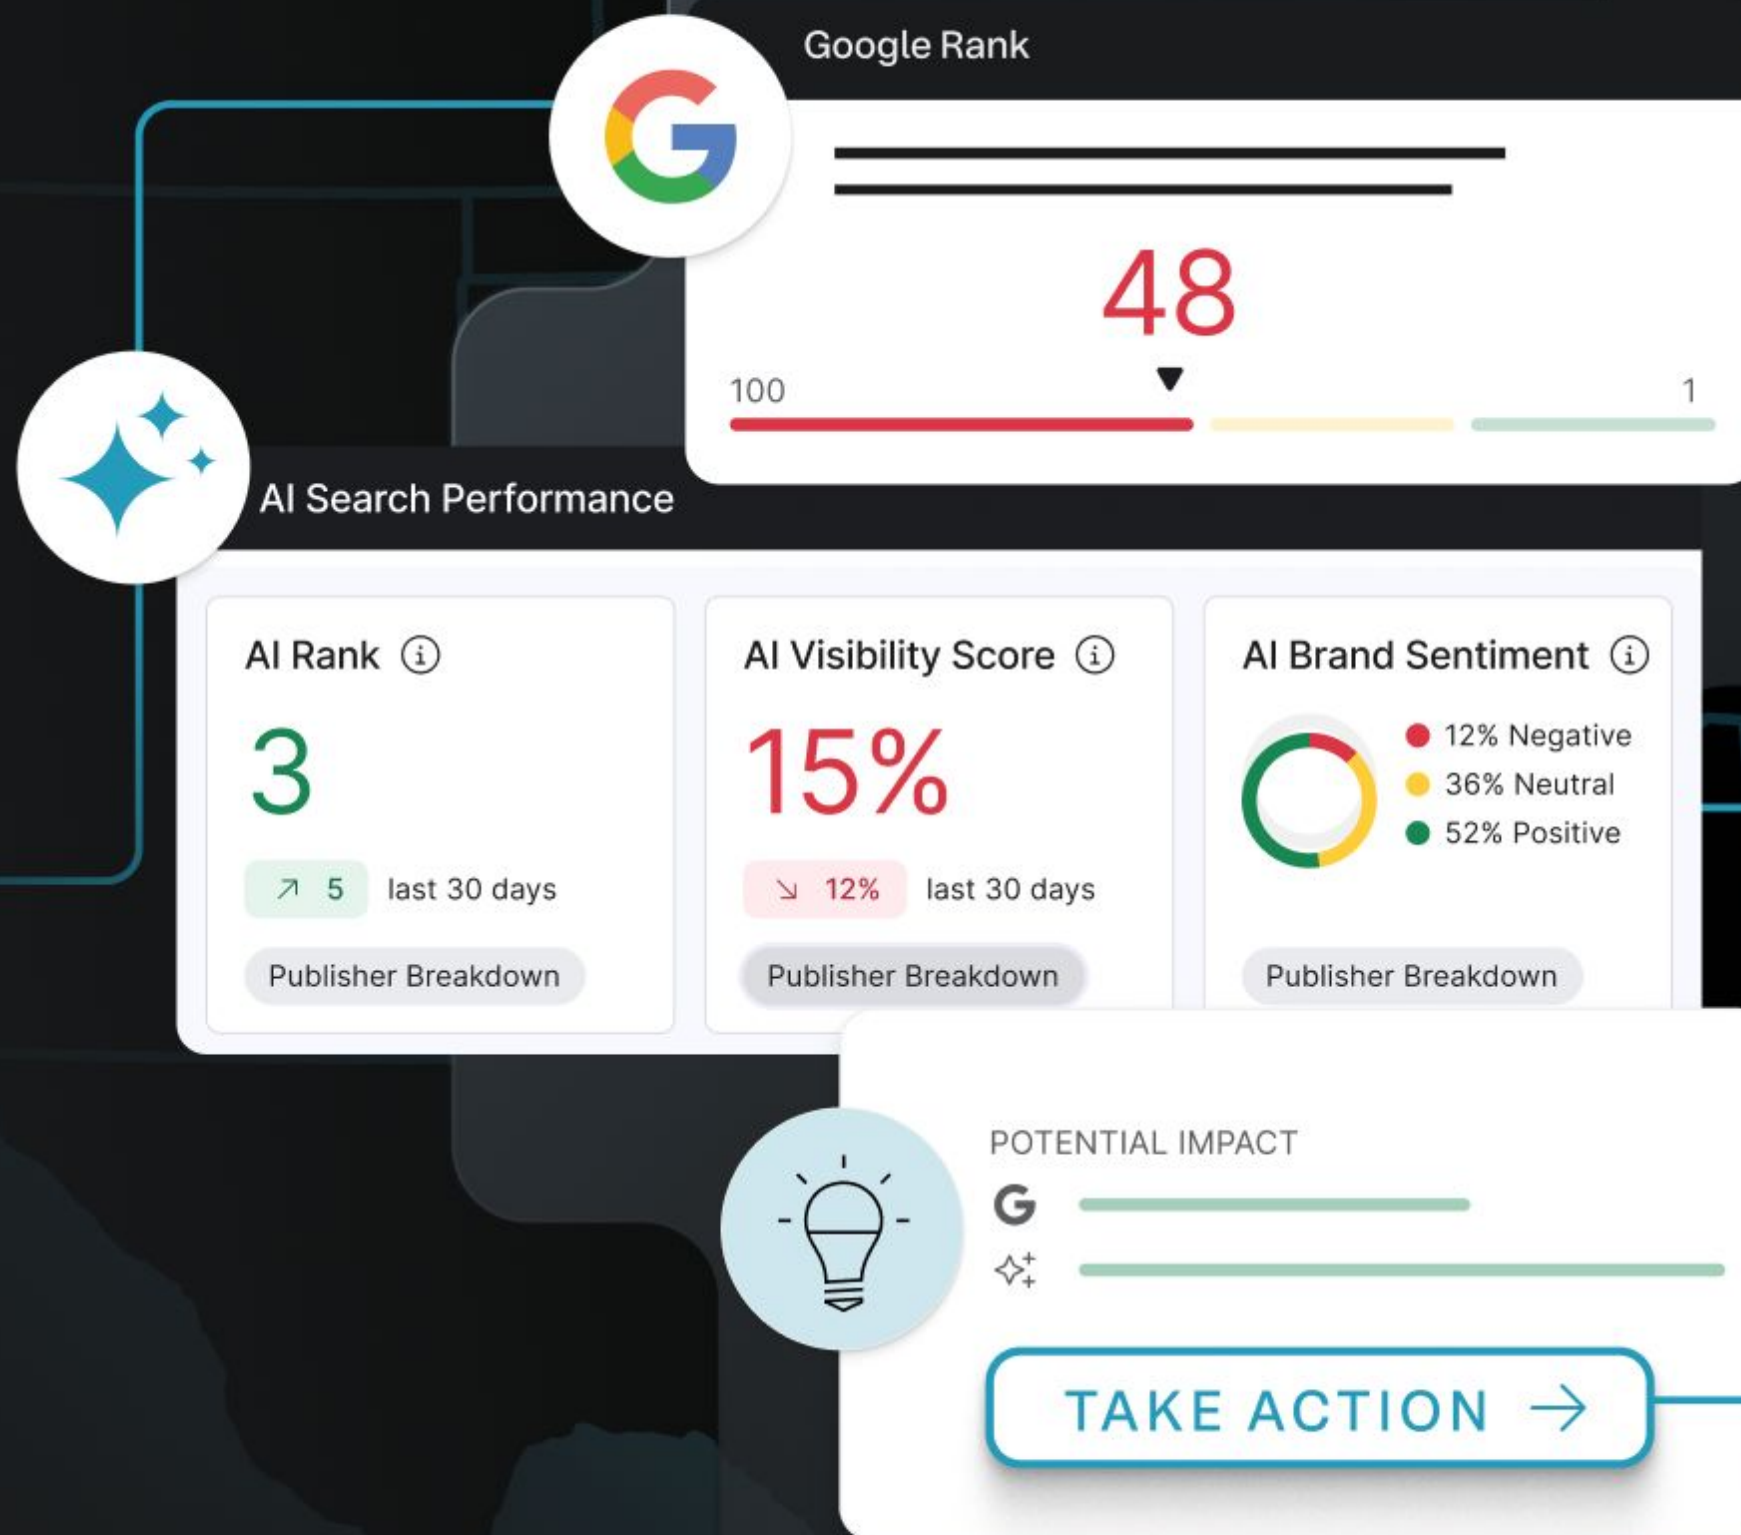 Google Rank
48
100
1
AI Search Performance
AI Rank
3
5 last 30 days
Publisher Breakdown
AI Visibility Score
15%
12% last 30 days
Publisher Breakdown
AI Brand Sentiment
12% Negative
36% Neutral
52% Positive
Publisher Breakdown
POTENTIAL IMPACT
TAKE ACTION